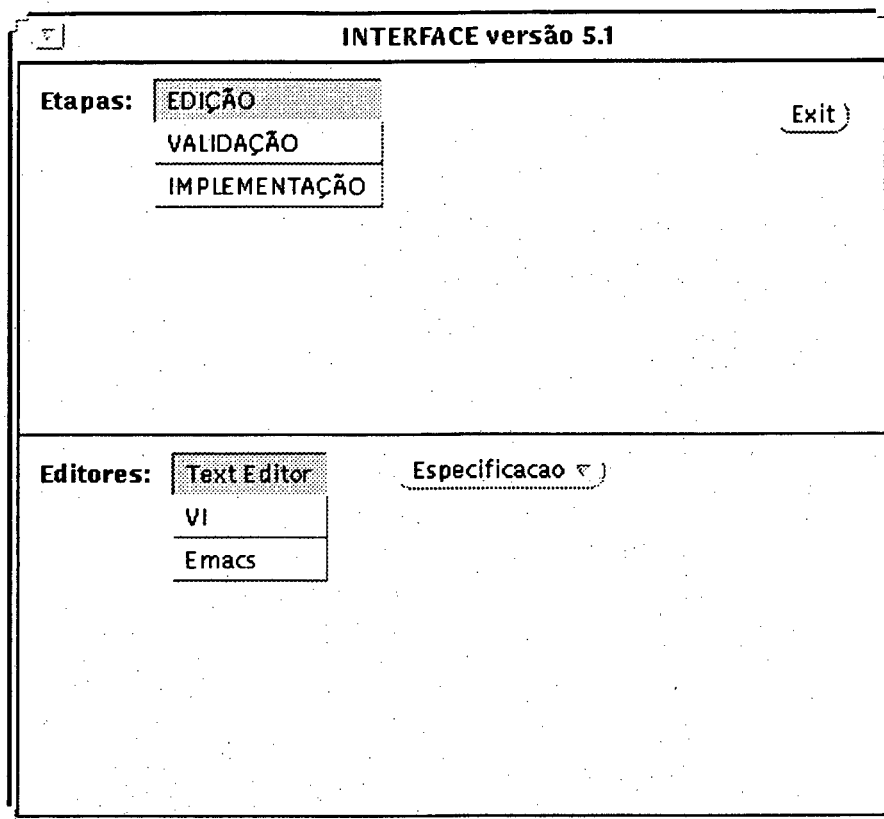 INTERFACE versão 5.1
Etapas: EDIÇÃO Exit
VALIDAÇÃO
IMPLEMENTAÇÃO
Editores: Text Editor Especificacao
VI
Emacs